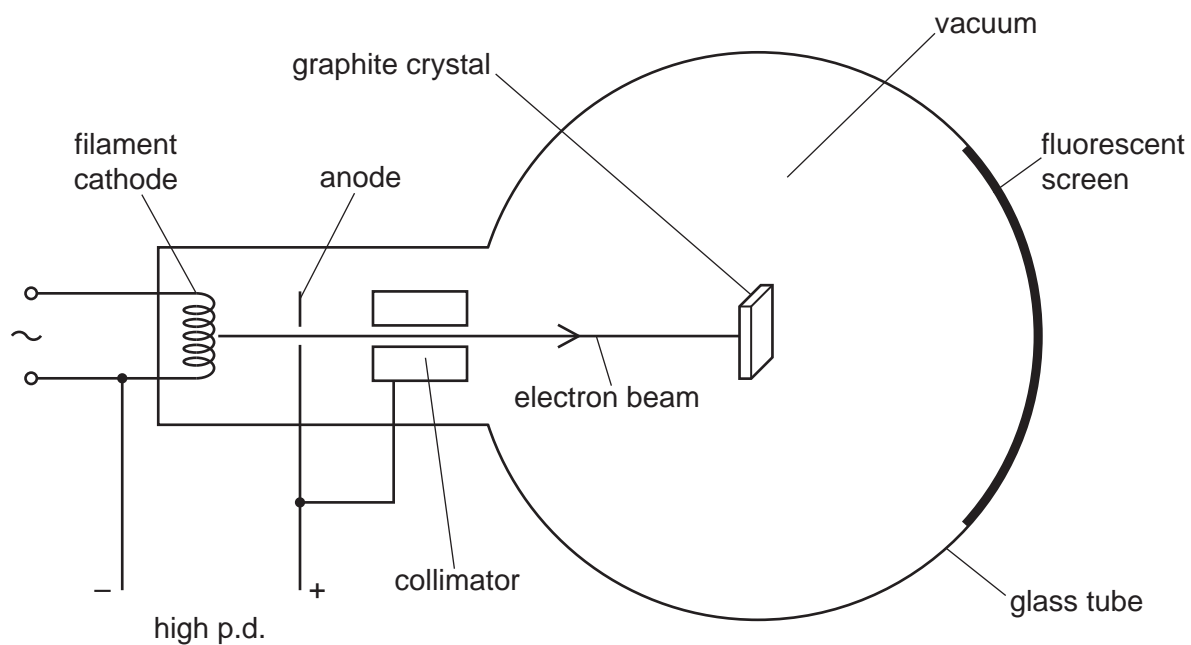 vacuum
graphite crystal
filament
cathode
anode
fluorescent
screen
~
electron beam
– +
collimator
glass tube
high p.d.